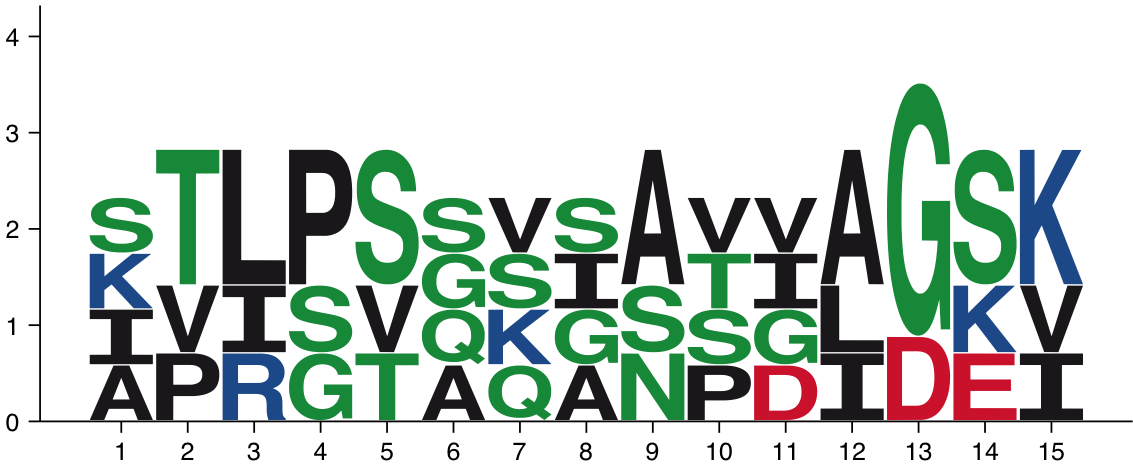 4
3
2
1
0
S T L P S S V S A V V A G S K
K G S I T I
I V I S V Q K G S S G L K V
A P R G T A Q A N P D I D E I
1 2 3 4 5 6 7 8 9 10 11 12 13 14 15